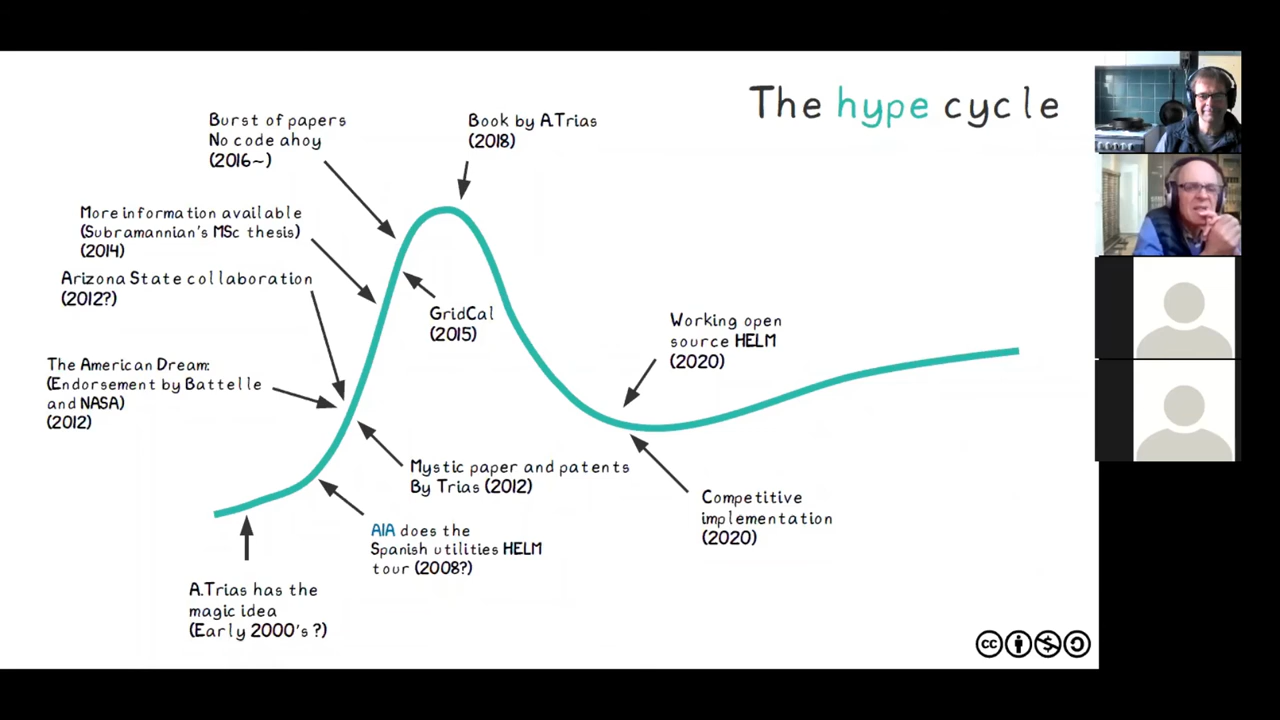 The hype cycle
Burst of papers
No code ahoy
(2016~)
Book by A.Trias
(2018)
More information available
(Subramannian's MSc thesis)
(2014)
Arizona State collaboration
(2012?)
GridCal
(2015)
Working open
source HELM
(2020)
The American Dream:
(Endorsement by Battelle
and NASA)
(2012)
Mystic paper and patents
By Trias (2012)
Competitive
implementation
(2020)
AIA does the
Spanish utilities HELM
tour (2008?)
A.Trias has the
magic idea
(Early 2000's ?)
cc